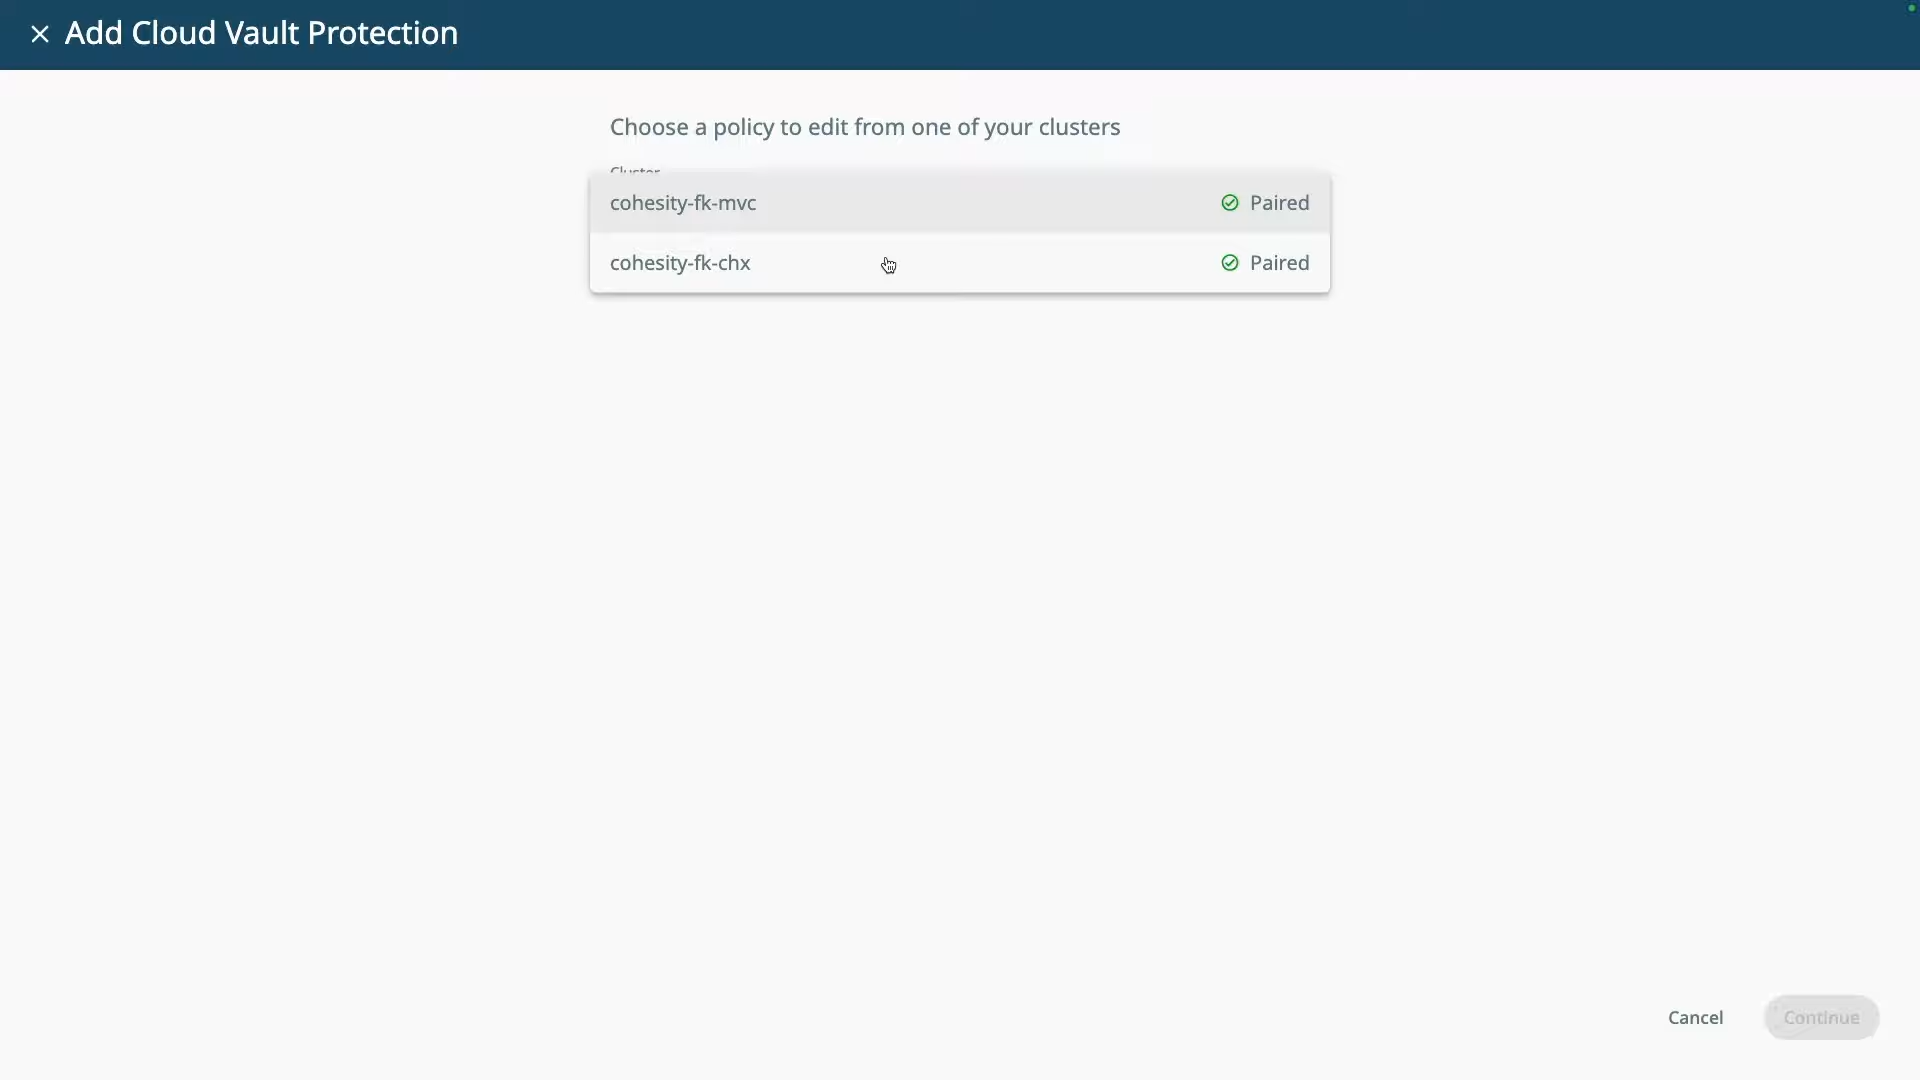 Add Cloud Vault Protection
Choose a policy to edit from one of your clusters
Cluster
cohesity-fk-mvc Paired
cohesity-fk-chx Paired
Cancel Continue